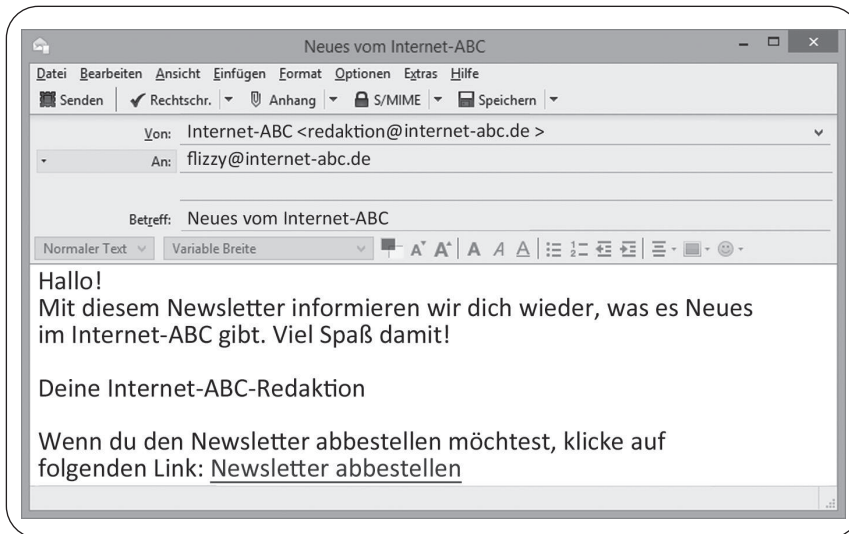 Neues vom Internet-ABC
Datei Bearbeiten Ansicht Einfügen Format Optionen Extras Hilfe
Senden Rechtschr. Anhang S/MIME Speichern
Von: Internet-ABC <redaktion@internet-abc.de >
An: flizzy@internet-abc.de
Betreff: Neues vom Internet-ABC
Normaler Text Variable Breite
Hallo!
Mit diesem Newsletter informieren wir dich wieder, was es Neues
im Internet-ABC gibt. Viel Spaß damit!
Deine Internet-ABC-Redaktion
Wenn du den Newsletter abbestellen möchtest, klicke auf
folgenden Link: Newsletter abbestellen